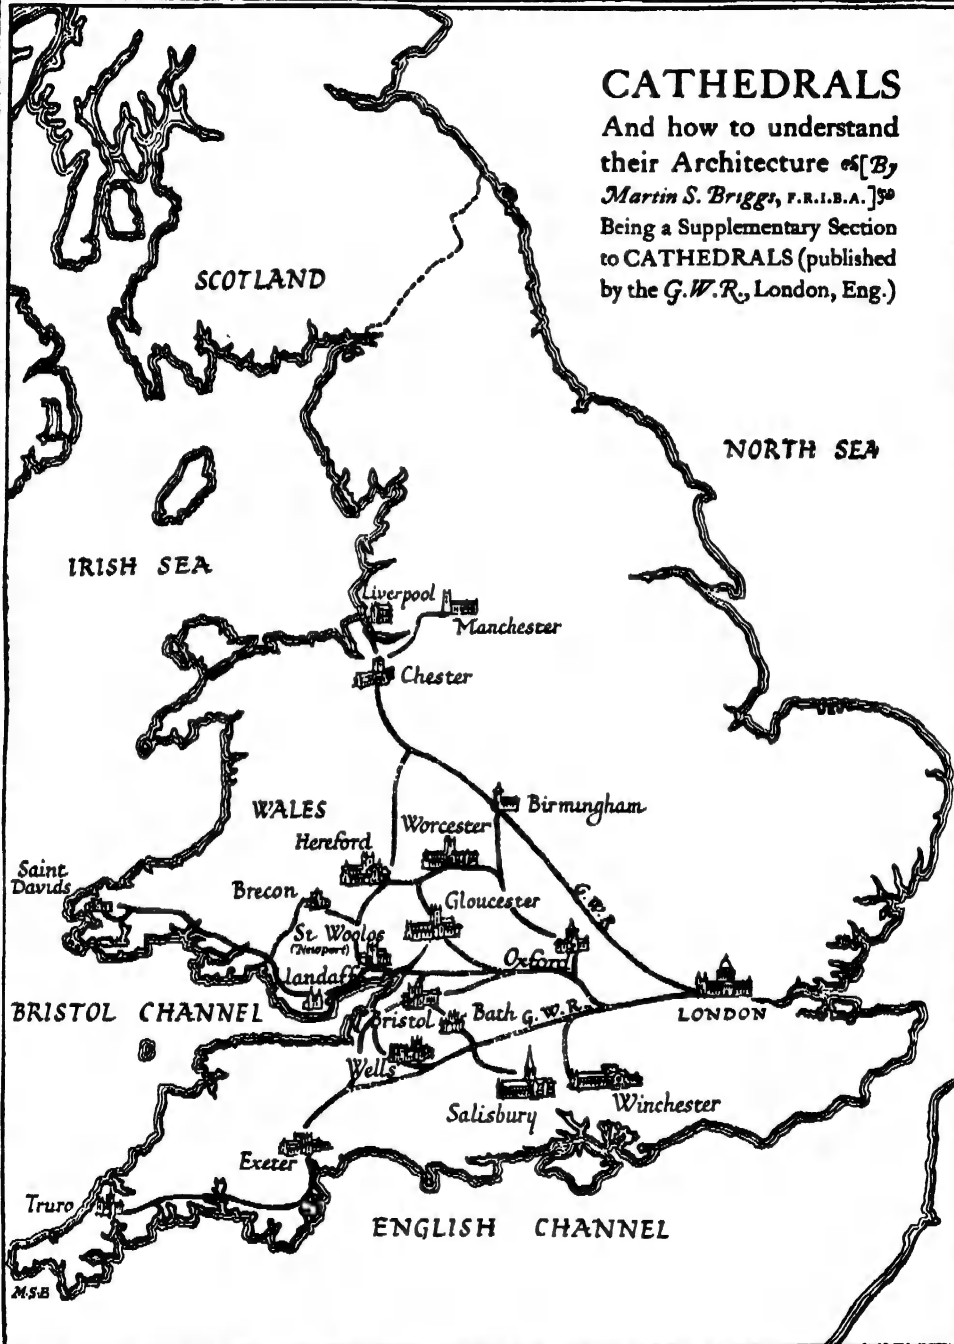 CATHEDRALS
And how to understand
their Architecture [By
Martin S. Briggs, F.R.I.B.A.]
Being a Supplementary Section
to CATHEDRALS (published
by the G.W.R., London, Eng.)
SCOTLAND
NORTH SEA
IRISH SEA
Liverpool
Manchester
Chester
WALES
Birmingham
Worcester
Hereford
Saint
Davids
Brecon
Gloucester
G.W.R.
St. Woolos
(Newport)
Oxford
Llandaff
BRISTOL CHANNEL
Bristol
Bath
G.W.R.
LONDON
Wells
Salisbury
Winchester
Exeter
Truro
ENGLISH CHANNEL
M.S.B